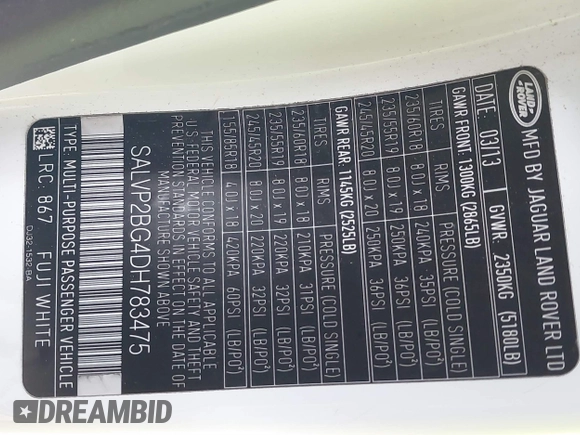 LAND
ROVER
MFD BY JAGUAR LAND ROVER LTD
DATE: 03/13 GVWR: 2350KG (5180LB)
GAWR FRONT: 1300KG (2865LB)
TIRES RIMS PRESSURE (COLD SINGLE)
235/60R18 8.0J x 18 240KPA 35PSI (LB/PO²)
235/55R19 8.0J x 19 250KPA 36PSI (LB/PO²)
245/45R20 8.0J x 20 250KPA 36PSI (LB/PO²)
GAWR REAR: 1145KG (2525LB)
TIRES RIMS PRESSURE (COLD SINGLE)
235/60R18 8.0J x 18 210KPA 31PSI (LB/PO²)
235/55R19 8.0J x 19 220KPA 32PSI (LB/PO²)
245/45R20 8.0J x 20 220KPA 32PSI (LB/PO²)
155/85R18 4.0J x 18 420KPA 60PSI (LB/PO²)
THIS VEHICLE CONFORMS TO ALL APPLICABLE
U.S. FEDERAL MOTOR VEHICLE SAFETY AND THEFT
PREVENTION STANDARDS IN EFFECT ON THE DATE OF
MANUFACTURE SHOWN ABOVE
SALVP2BG4DH783475
TYPE: MULTI-PURPOSE PASSENGER VEHICLE
LRC: 867 FUJI WHITE
DJ32-1532-BA
DREAMBID